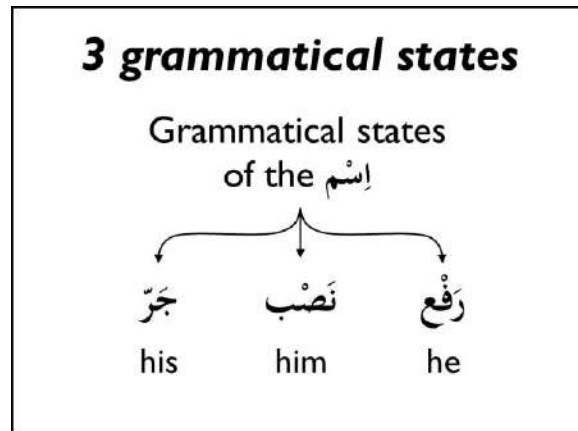 3 grammatical states
Grammatical states
of the اِسْم
جَرّ نَصْب رَفْع
his him he